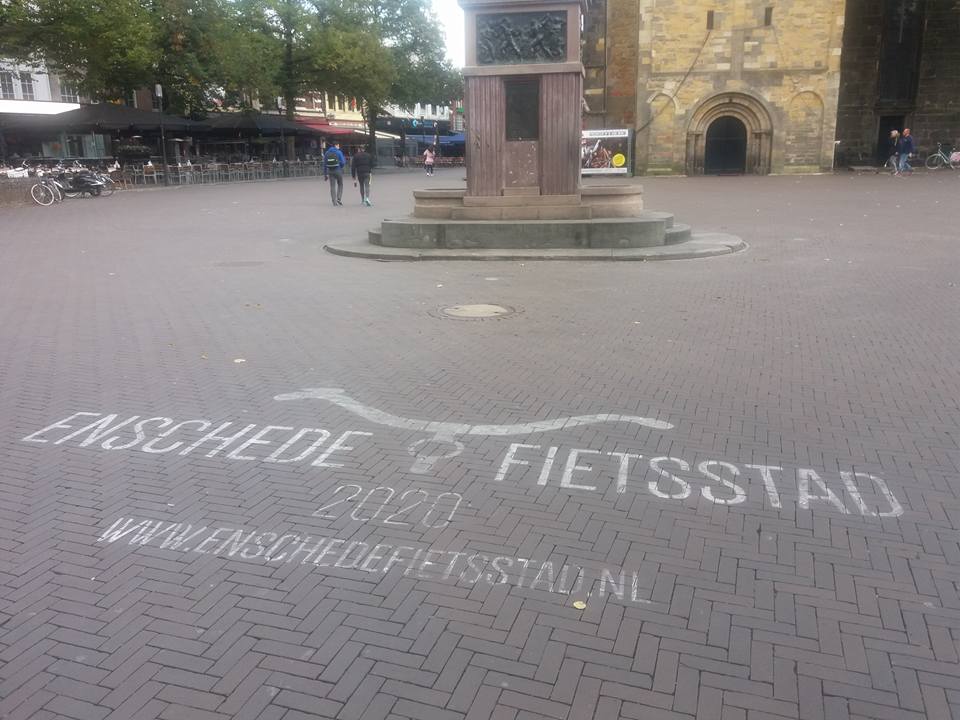 ENSCHEDE FIETSSTAD
2020
WWW.ENSCHEDEFIETSSTAD.NL